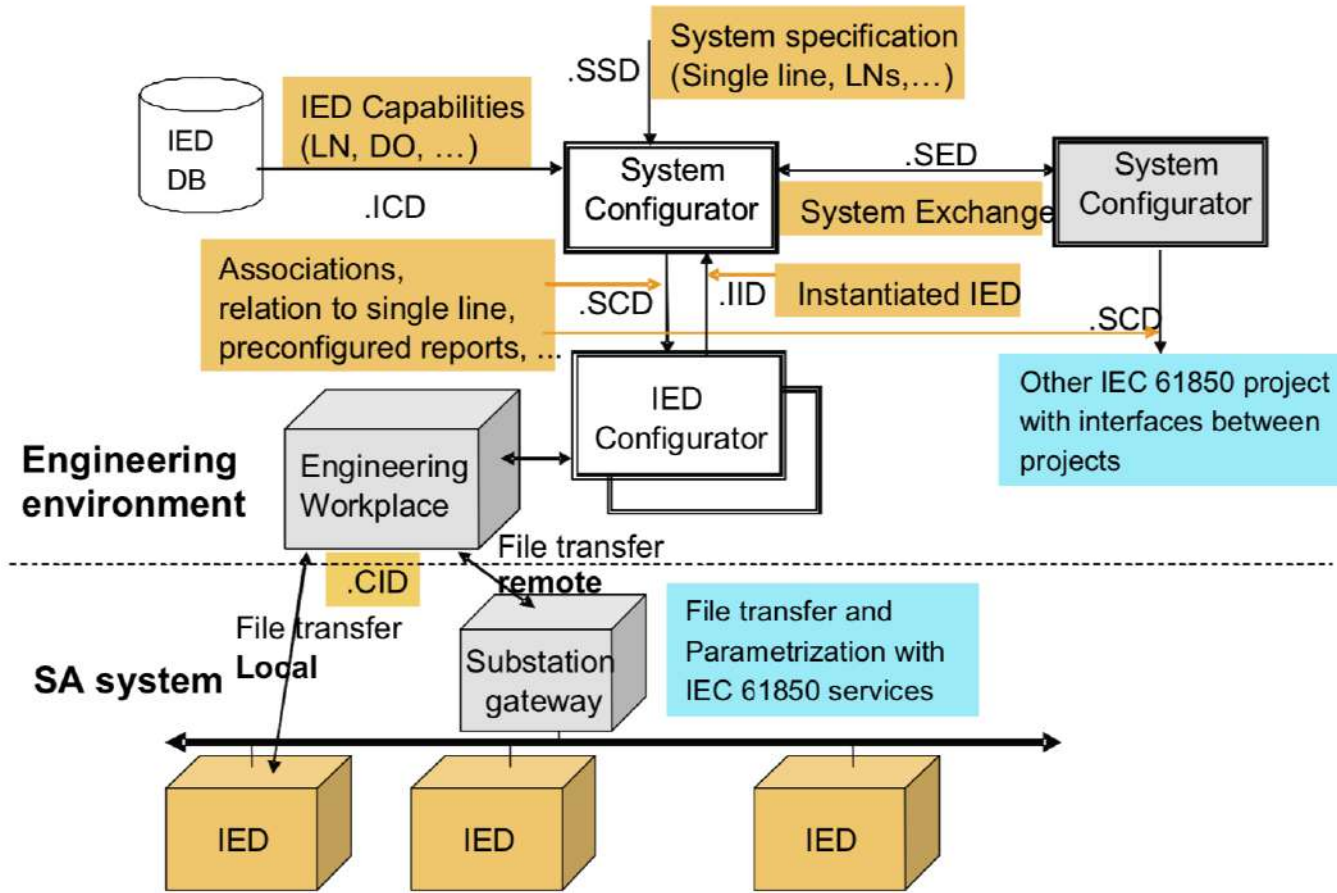 System specification
(Single line, LNs,…)
.SSD
IED Capabilities
(LN, DO, …)
IED
DB
.ICD
System
Configurator
.SED
System Exchange
System
Configurator
Associations,
relation to single line,
preconfigured reports, ...
.SCD
.IID
Instantiated IED
.SCD
IED
Configurator
Other IEC 61850 project
with interfaces between
projects
Engineering
environment
Engineering
Workplace
File transfer
remote
.CID
File transfer
Local
SA system
Substation
gateway
File transfer and
Parametrization with
IEC 61850 services
IED
IED
IED